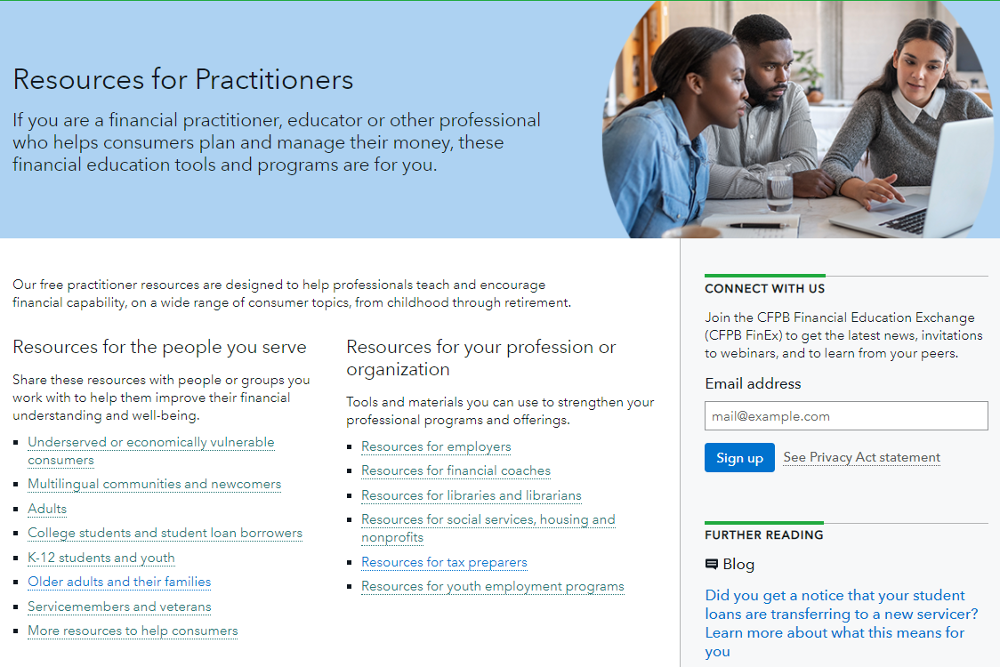 Resources for Practitioners
If you are a financial practitioner, educator or other professional
who helps consumers plan and manage their money, these
financial education tools and programs are for you.
Our free practitioner resources are designed to help professionals teach and encourage
financial capability, on a wide range of consumer topics, from childhood through retirement.
Resources for the people you serve
Share these resources with people or groups you
work with to help them improve their financial
understanding and well-being.
Underserved or economically vulnerable
consumers
Multilingual communities and newcomers
Adults
College students and student loan borrowers
K-12 students and youth
Older adults and their families
Servicemembers and veterans
More resources to help consumers
Resources for your profession or
organization
Tools and materials you can use to strengthen your
professional programs and offerings.
Resources for employers
Resources for financial coaches
Resources for libraries and librarians
Resources for social services, housing and
nonprofits
Resources for tax preparers
Resources for youth employment programs
CONNECT WITH US
Join the CFPB Financial Education Exchange
(CFPB FinEx) to get the latest news, invitations
to webinars, and to learn from your peers.
Email address
mail@example.com
Sign up See Privacy Act statement
FURTHER READING
Blog
Did you get a notice that your student
loans are transferring to a new servicer?
Learn more about what this means for
you